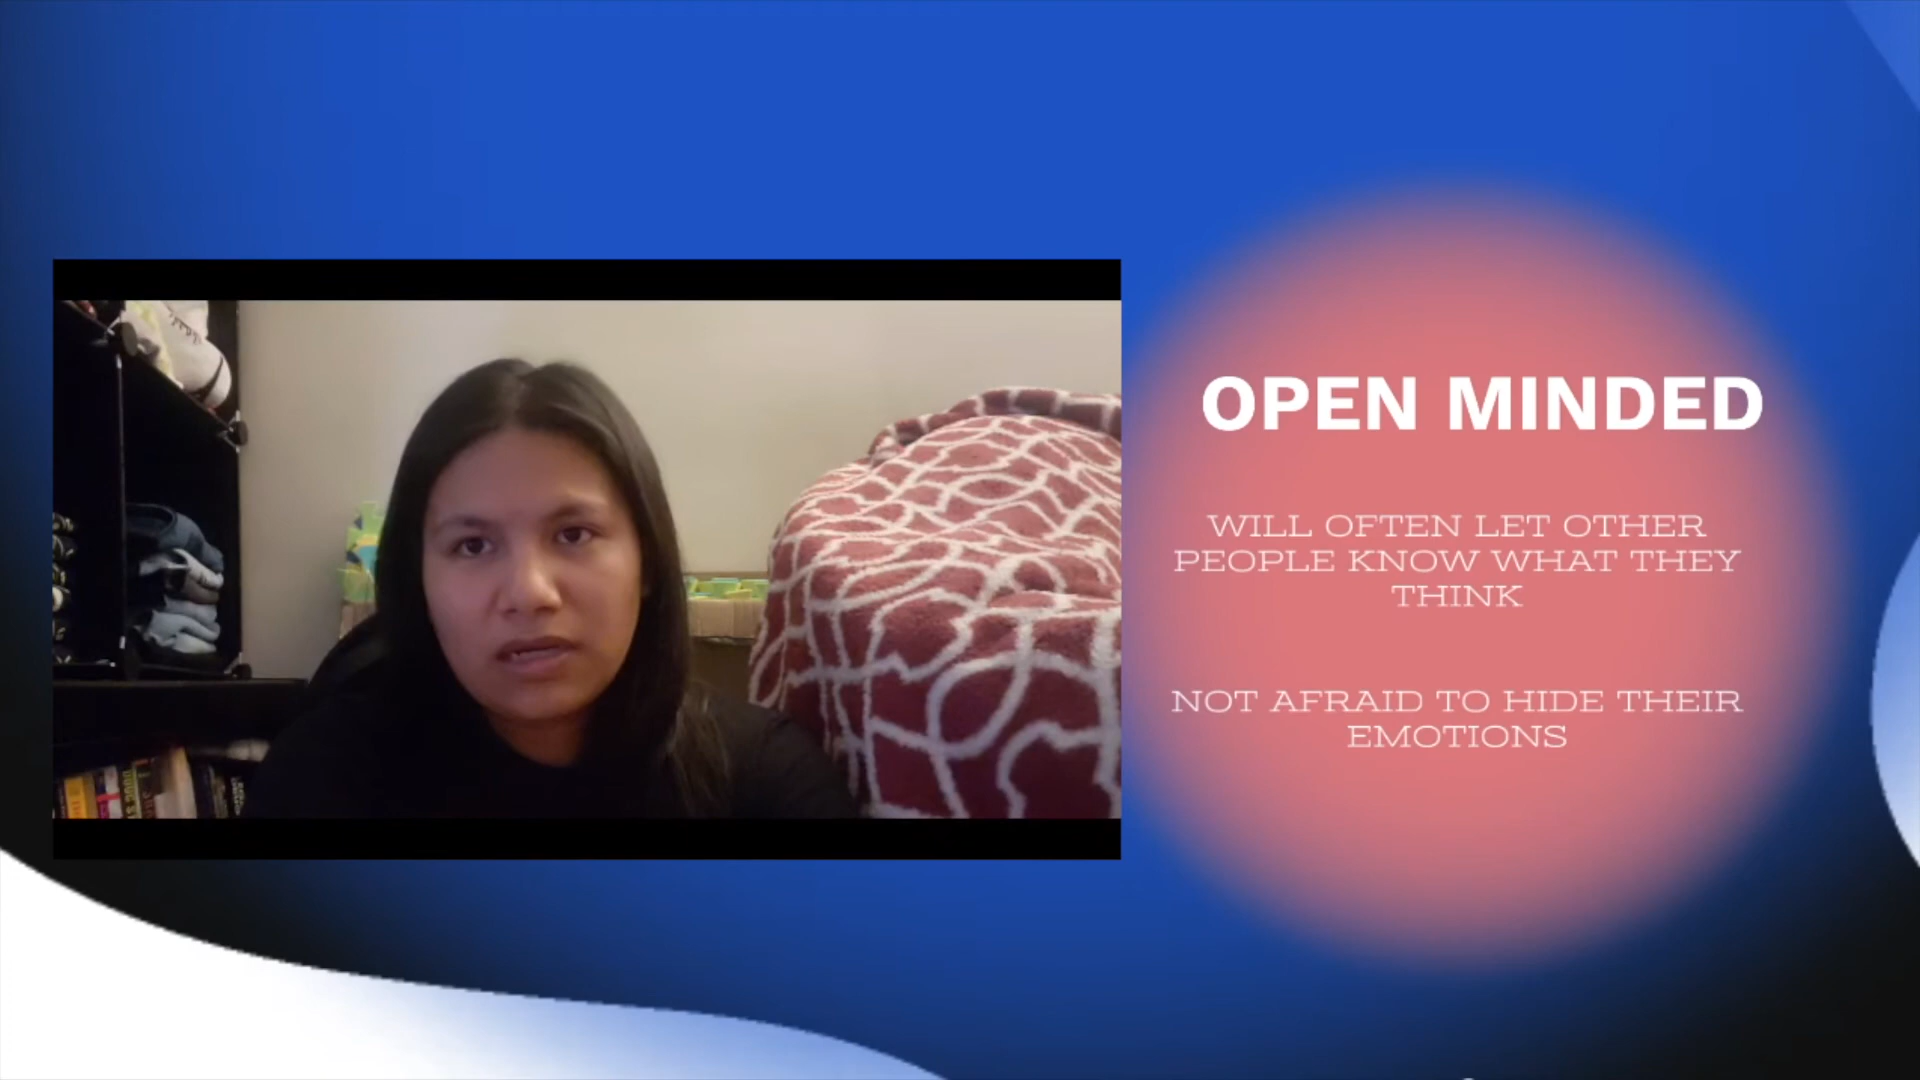 OPEN MINDED
WILL OFTEN LET OTHER
PEOPLE KNOW WHAT THEY
THINK
NOT AFRAID TO HIDE THEIR
EMOTIONS